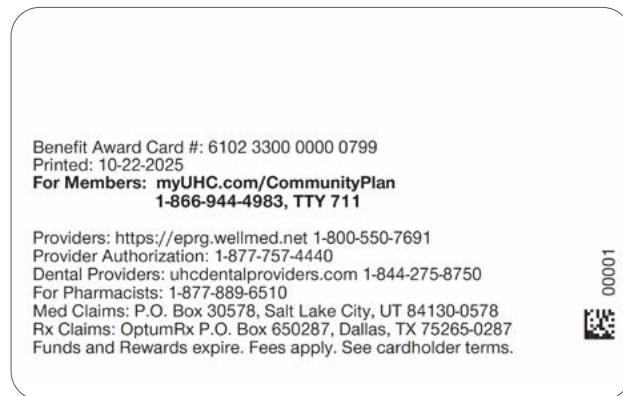 Benefit Award Card #: 6102 3300 0000 0799
Printed: 10-22-2025
For Members: myUHC.com/CommunityPlan
1-866-944-4983, TTY 711
Providers: https://eprg.wellmed.net 1-800-550-7691
Provider Authorization: 1-877-757-4440
Dental Providers: uhcdentalproviders.com 1-844-275-8750
For Pharmacists: 1-877-889-6510
Med Claims: P.O. Box 30578, Salt Lake City, UT 84130-0578
Rx Claims: OptumRx P.O. Box 650287, Dallas, TX 75265-0287
Funds and Rewards expire. Fees apply. See cardholder terms.
00001